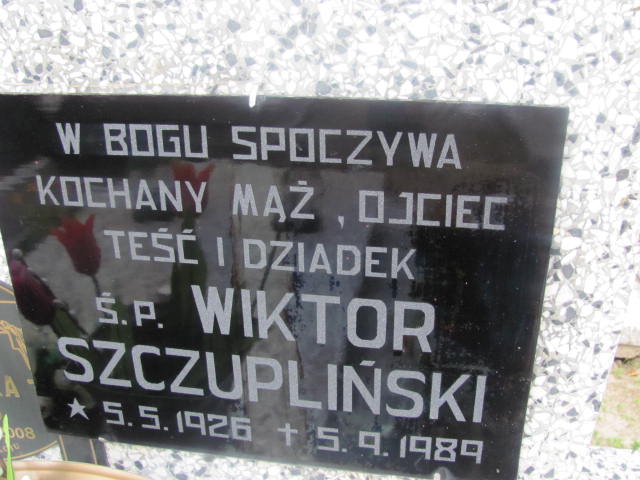 W BOGU SPOCZYWA
KOCHANY MĄŻ, OJCIEC
TEŚĆ I DZIADEK
Ś.P. WIKTOR
SZCZUPLIŃSKI
★ 5.5.1926 ✝ 5.9.1989